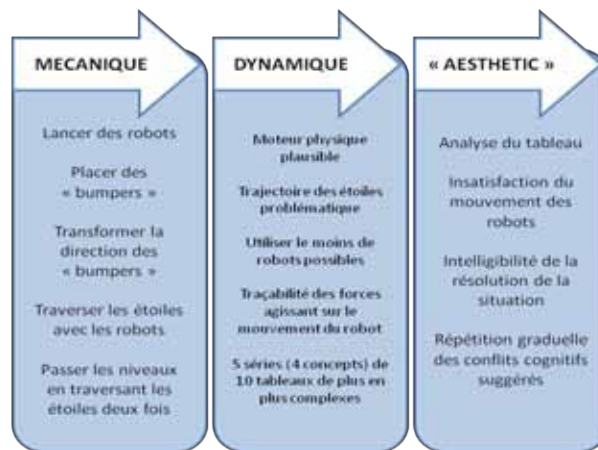 MECANIQUE
Lancer des robots
Placer des
« bumpers »
Transformer la
direction des
« bumpers »
Traverser les étoiles
avec les robots
Passer les niveaux
en traversant les
étoiles deux fois
DYNAMIQUE
Moteur physique
plausible
Trajectoire des étoiles
problématique
Utiliser le moins de
robots possibles
Traçabilité des forces
agissant sur le
mouvement du robot
5 séries (4 concepts) de
10 tableaux de plus en
plus complexes
« AESTHETIC »
Analyse du tableau
Insatisfaction du
mouvement des
robots
Intelligibilité de la
résolution de la
situation
Répétition graduelle
des conflits cognitifs
suggérés